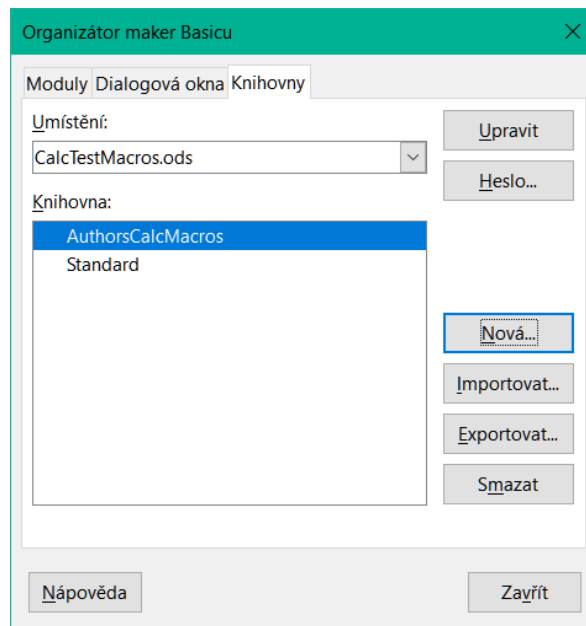 Organizátor maker Basicu
Moduly Dialogová okna Knihovny
Umístění:
CalcTestMacros.ods
Knihovna:
AuthorsCalcMacros
Standard
Upravit
Heslo...
Nová...
Importovat...
Exportovat...
Smazat
Nápověda
Zavřít